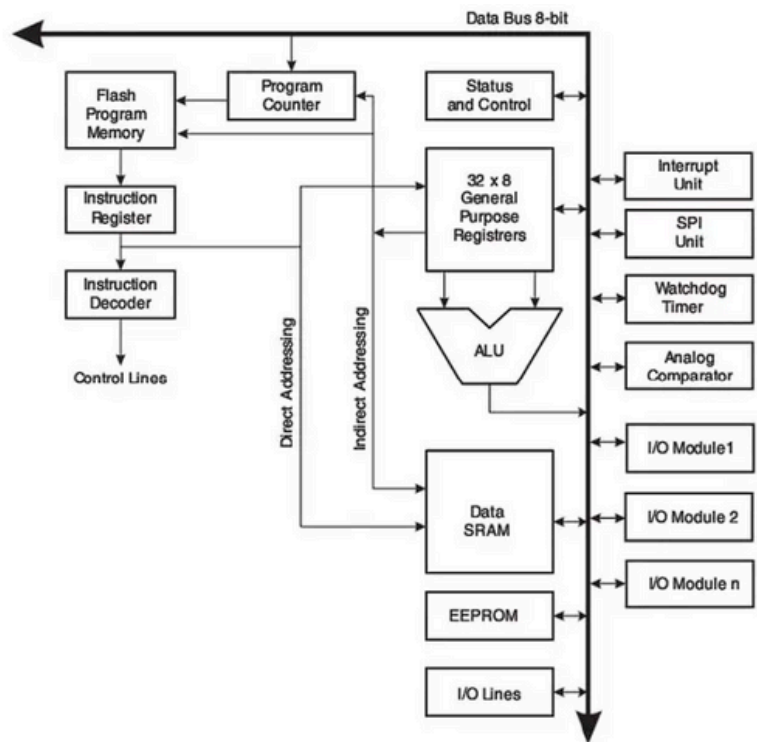 Data Bus 8-bit
Flash
Program
Memory
Program
Counter
Status
and Control
Interrupt
Unit
32 x 8
General
Purpose
Registrers
Instruction
Register
SPI
Unit
Instruction
Decoder
Watchdog
Timer
Control Lines
Direct Addressing
Indirect Addressing
ALU
Analog
Comparator
I/O Module1
Data
SRAM
I/O Module 2
I/O Module n
EEPROM
I/O Lines